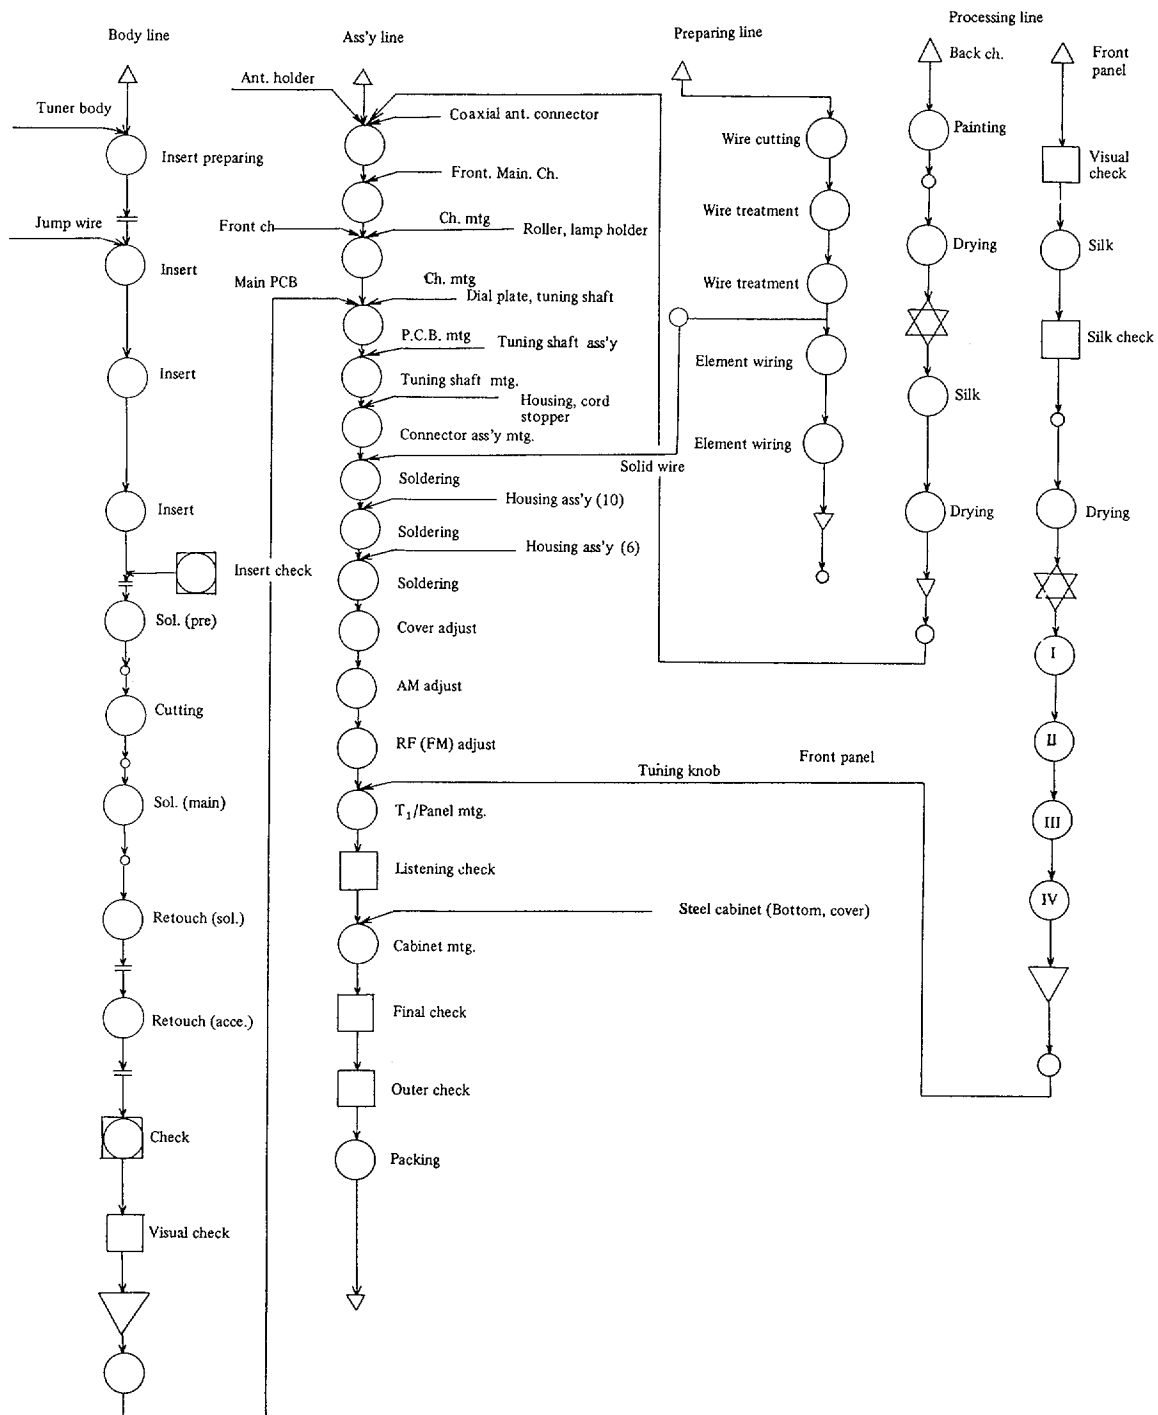 Body line
Tuner body
Insert preparing
Jump wire
Insert
Insert
Insert
Insert check
Sol. (pre)
Cutting
Sol. (main)
Retouch (sol.)
Retouch (acce.)
Check
Visual check
Ass'y line
Ant. holder
Coaxial ant. connector
Front. Main. Ch.
Front ch
Ch. mtg
Roller, lamp holder
Main PCB
Ch. mtg
Dial plate, tuning shaft
P.C.B. mtg
Tuning shaft ass'y
Tuning shaft mtg.
Housing, cord
stopper
Connector ass'y mtg.
Solid wire
Soldering
Housing ass'y (10)
Soldering
Housing ass'y (6)
Soldering
Cover adjust
AM adjust
RF (FM) adjust
Front panel
Tuning knob
T1/Panel mtg.
Listening check
Steel cabinet (Bottom, cover)
Cabinet mtg.
Final check
Outer check
Packing
Preparing line
Wire cutting
Wire treatment
Wire treatment
Element wiring
Element wiring
Processing line
Back ch.
Painting
Drying
Silk
Drying
Front
panel
Visual
check
Silk
Silk check
Drying
I
II
III
IV